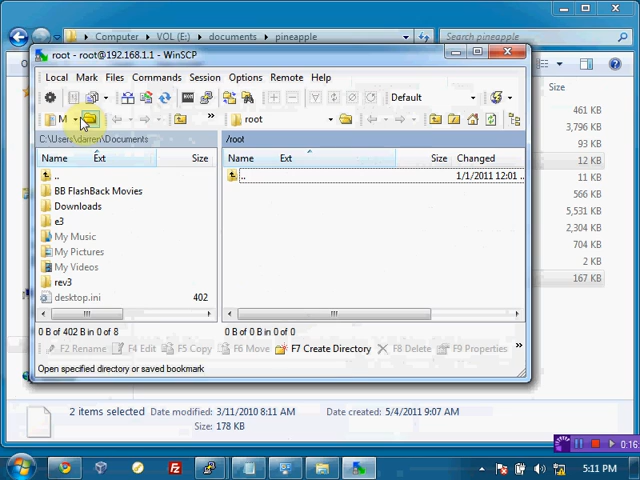 Computer ▸ VOL (E:) ▸ documents ▸ pineapple
Search pineapple
root - root@192.168.1.1 - WinSCP
Local Mark Files Commands Session Options Remote Help
Default
M
root
C:\Users\darren\Documents
/root
Name Ext Size
Name Ext Size Changed
..
.. 1/1/2011 12:01 ..
BB FlashBack Movies
Downloads
e3
My Music
My Pictures
My Videos
rev3
desktop.ini 402
461 KB
3,796 KB
93 KB
12 KB
11 KB
566 KB
5,531 KB
2,304 KB
704 KB
2 KB
167 KB
0 B of 402 B in 0 of 8
0 B of 0 B in 0 of 0
F2 Rename F4 Edit F5 Copy F6 Move F7 Create Directory F8 Delete F9 Properties
Open specified directory or saved bookmark
2 items selected Date modified: 3/11/2010 8:11 AM Date created: 5/4/2011 9:07 AM
Size: 178 KB
0:16
5:11 PM